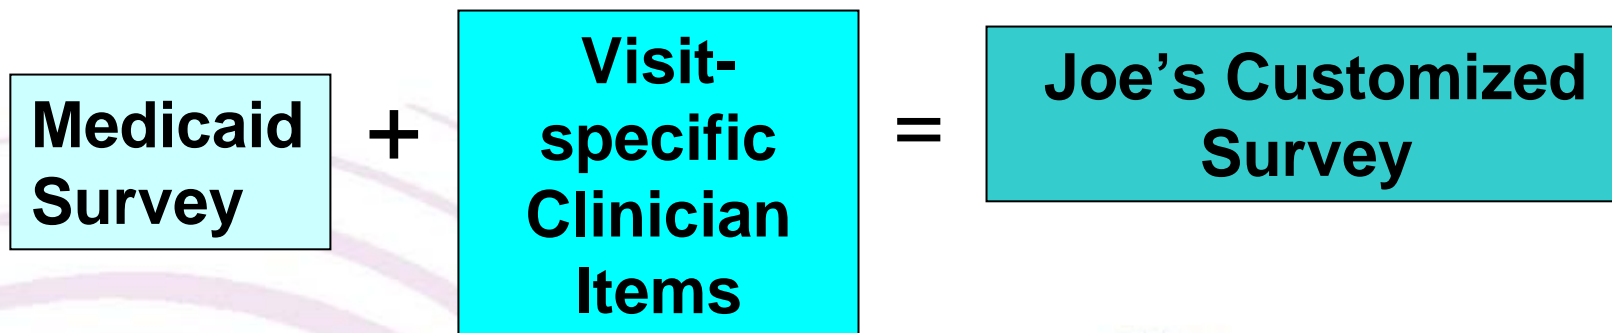 Medicaid
Survey
+
Visit-
specific
Clinician
Items
=
Joe’s Customized
Survey